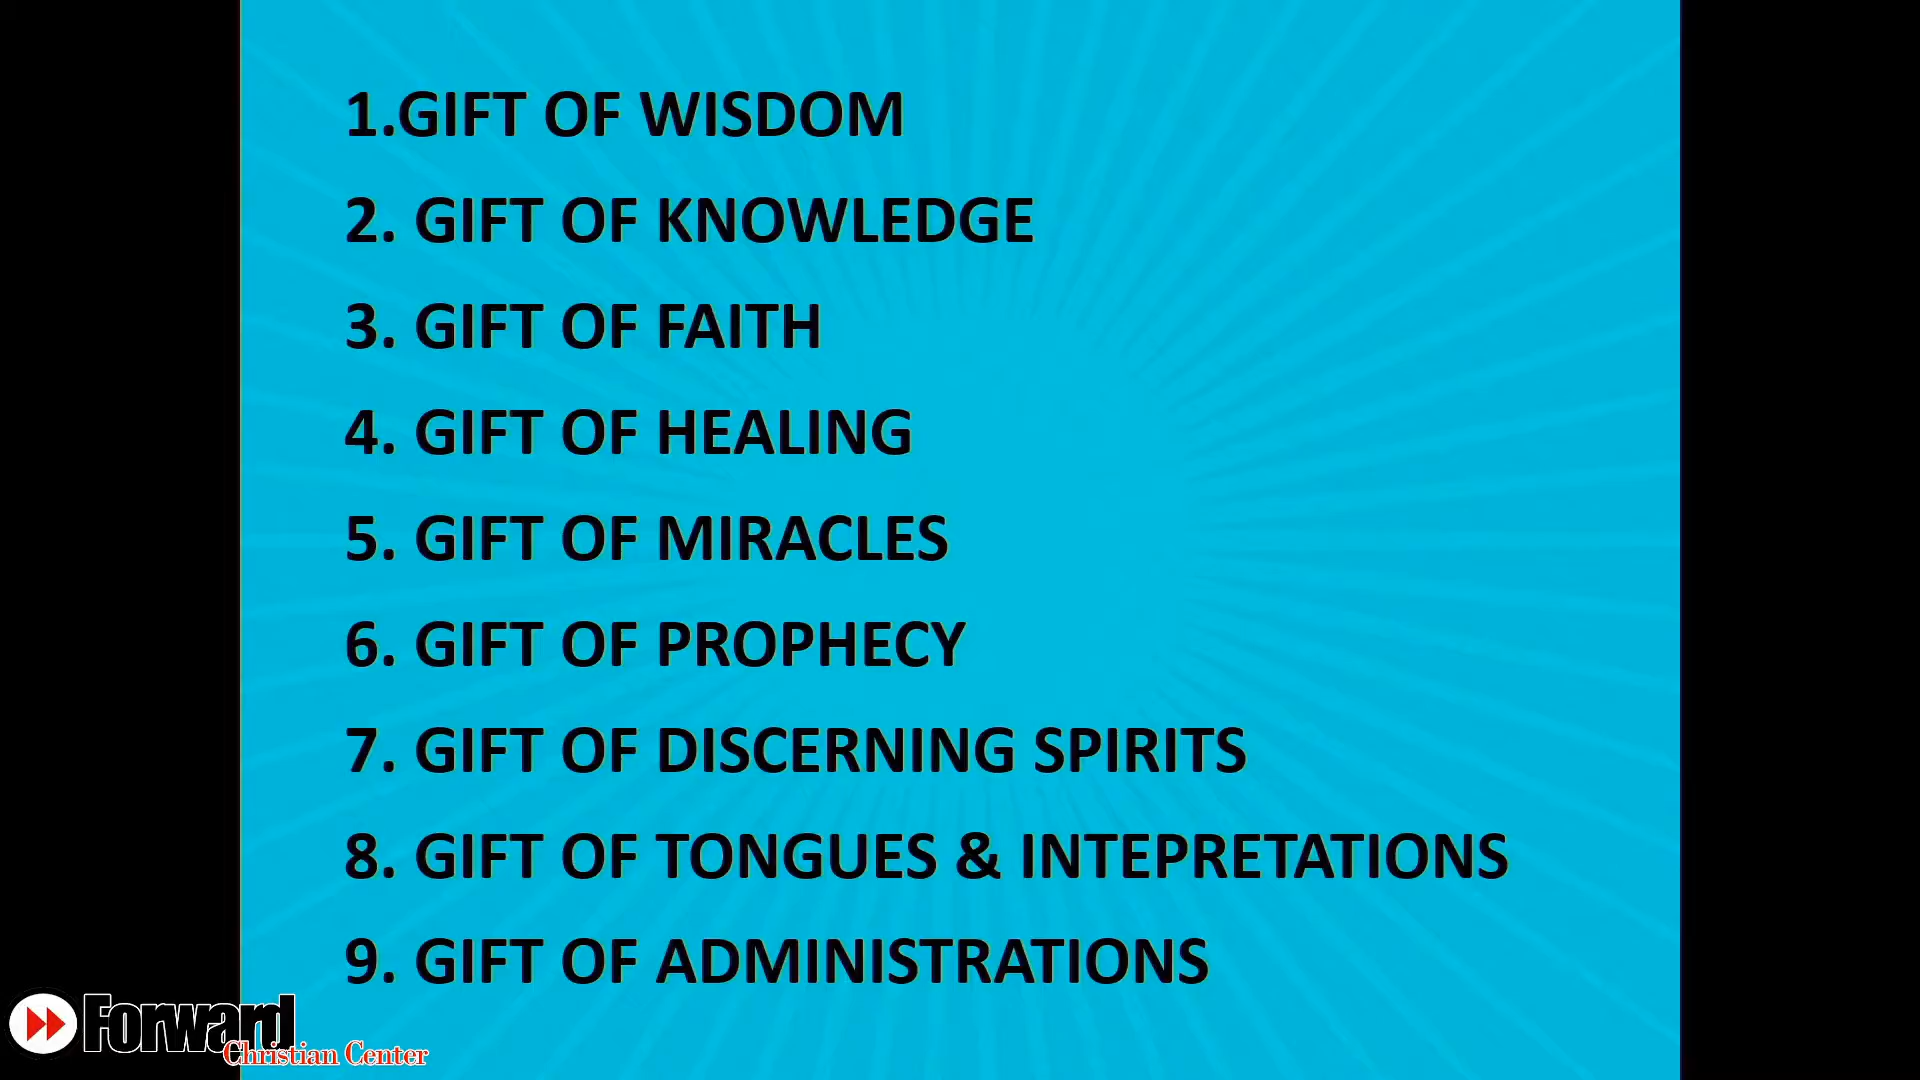 1.GIFT OF WISDOM
2. GIFT OF KNOWLEDGE
3. GIFT OF FAITH
4. GIFT OF HEALING
5. GIFT OF MIRACLES
6. GIFT OF PROPHECY
7. GIFT OF DISCERNING SPIRITS
8. GIFT OF TONGUES & INTEPRETATIONS
9. GIFT OF ADMINISTRATIONS
Forward
Christian Center